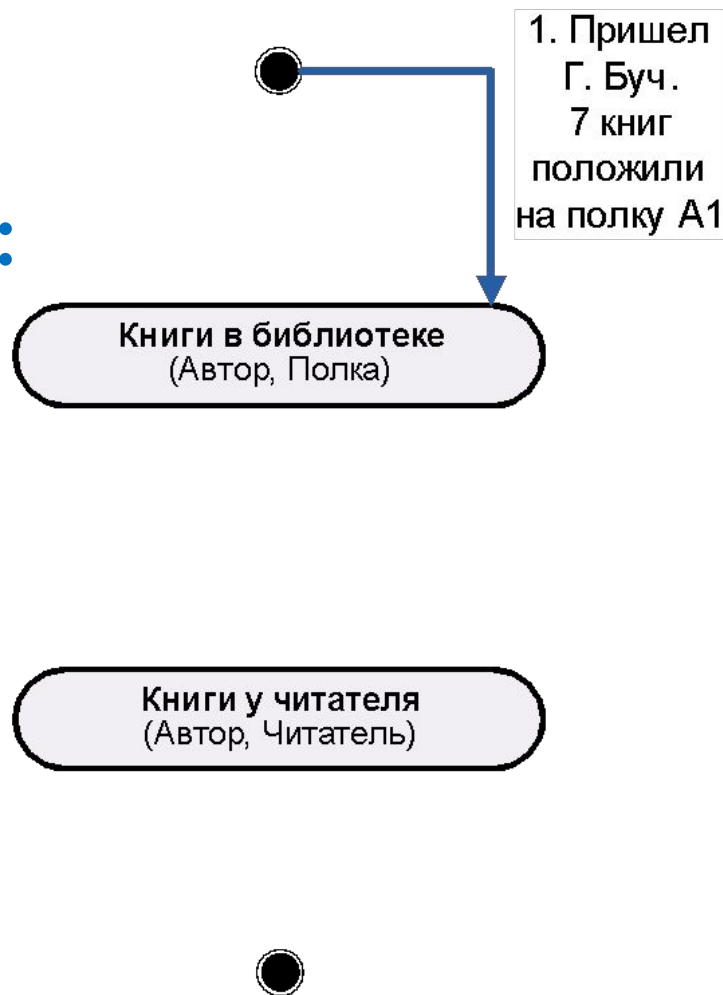 1. Пришел
Г. Буч.
7 книг
положили
на полку А1
:
Книги в библиотеке
(Автор, Полка)
Книги у читателя
(Автор, Читатель)